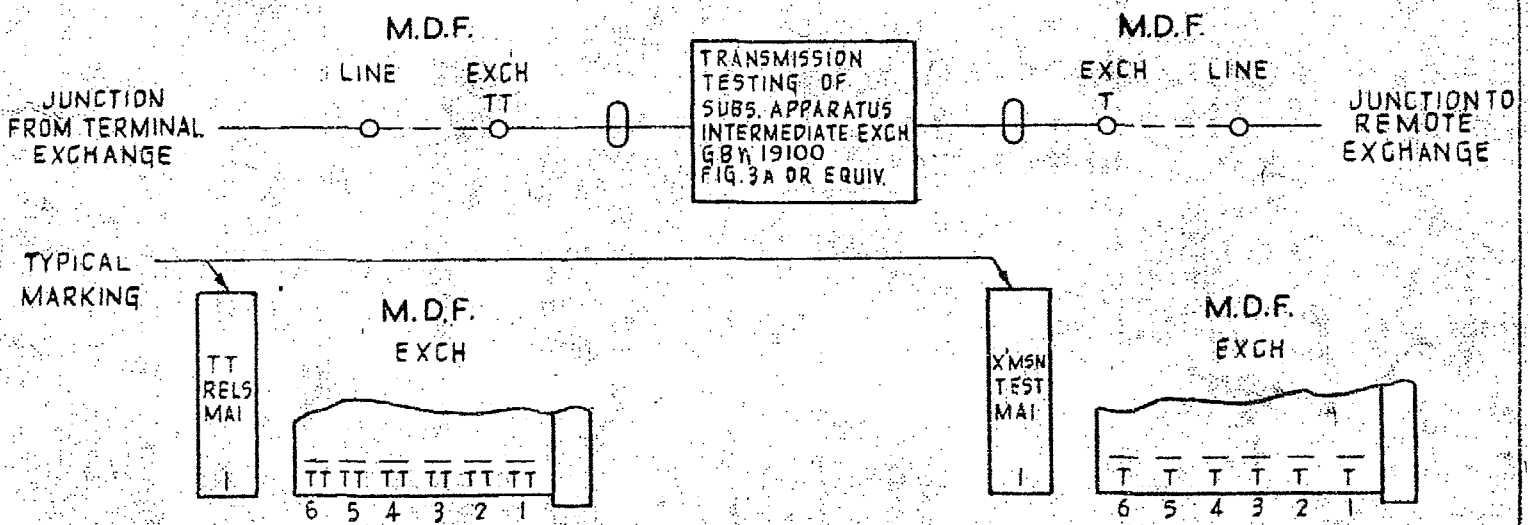 M.D.F.
LINE EXCH
TT
JUNCTION
FROM TERMINAL
EXCHANGE
TRANSMISSION
TESTING OF
SUBS. APPARATUS
INTERMEDIATE EXCH
FIG. 3A OR EQUIV.
M.D.F.
EXCH LINE
T
JUNCTION TO
REMOTE
EXCHANGE
TYPICAL
MARKING
TT
RELS
MAI
1
M.D.F.
EXCH
TT TT TT TT TT TT
6 5 4 3 2 1
X'MSN
TEST
MAI
1
M.D.F.
EXCH
T T T T T T
6 5 4 3 2 1